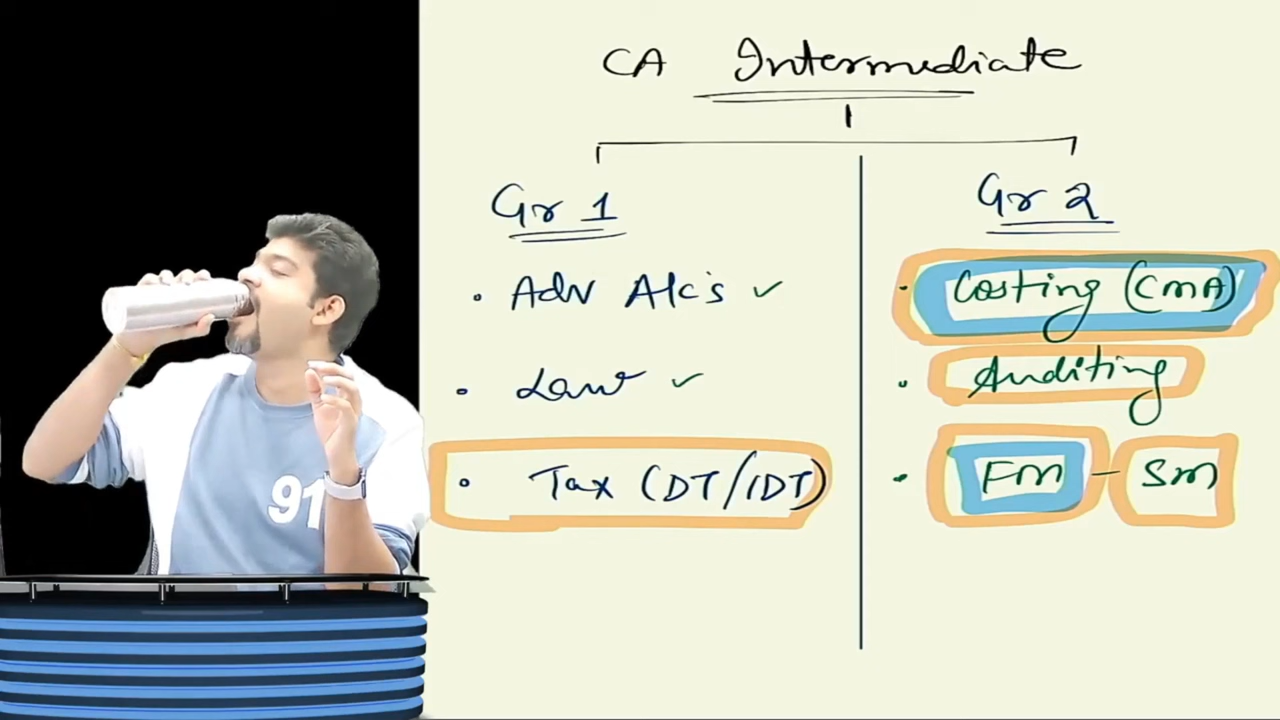 CA Intermediate
Gr 1
• Adv A/c's ✓
• Law ✓
• Tax (DT/IDT)
Gr 2
• Costing (CMA)
• Auditing
• FM - SM
91